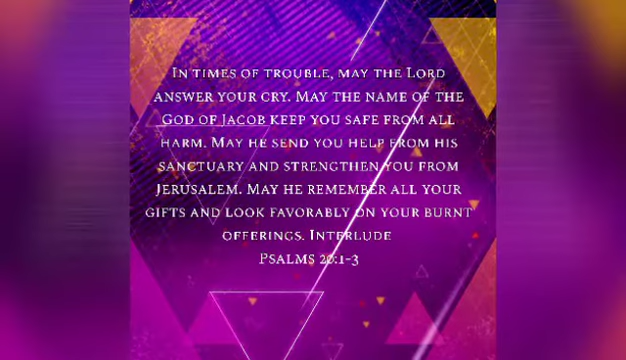 In times of trouble, may the Lord
answer your cry. May the name of the
God of Jacob keep you safe from all
harm. May he send you help from his
sanctuary and strengthen you from
Jerusalem. May he remember all your
gifts and look favorably on your burnt
offerings. Interlude
Psalms 20:1-3